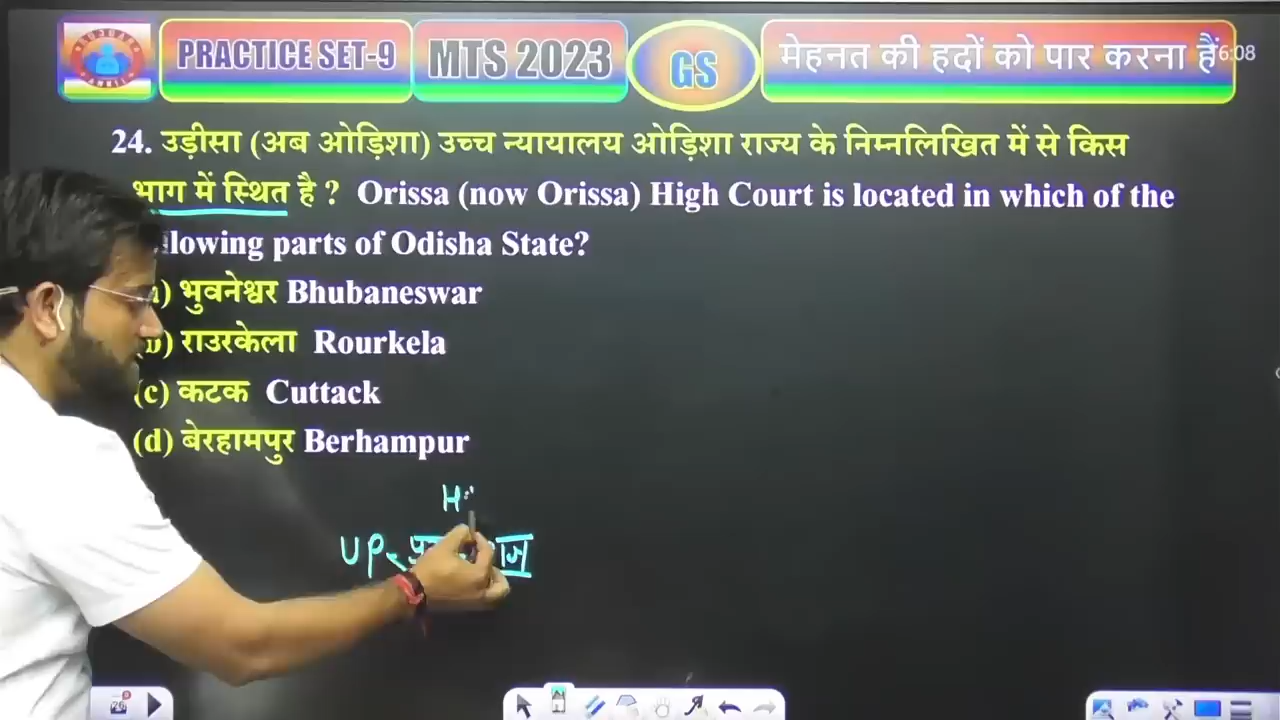 PRACTICE SET-9 MTS 2023 GS मेहनत की हदों को पार करना हैं 6:08
24. उड़ीसा (अब ओड़िशा) उच्च न्यायालय ओड़िशा राज्य के निम्नलिखित में से किस
भाग में स्थित है ? Orissa (now Orissa) High Court is located in which of the
parts of Odisha State?
भुवनेश्वर Bhubaneswar
राउरकेला Rourkela
(c) कटक Cuttack
(d) बेरहामपुर Berhampur
UP